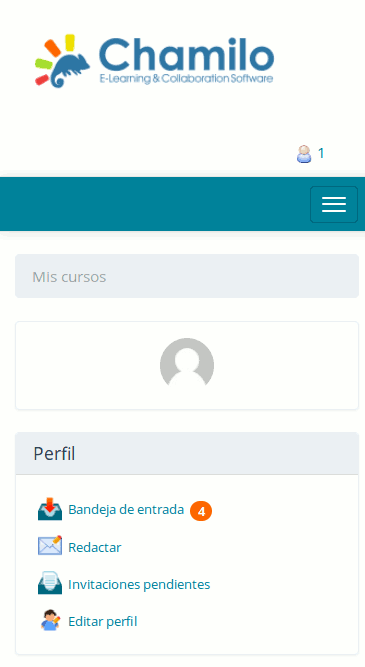 Chamilo
E-Learning & Collaboration Software
1
Mis cursos
Perfil
Bandeja de entrada 4
Redactar
Invitaciones pendientes
Editar perfil